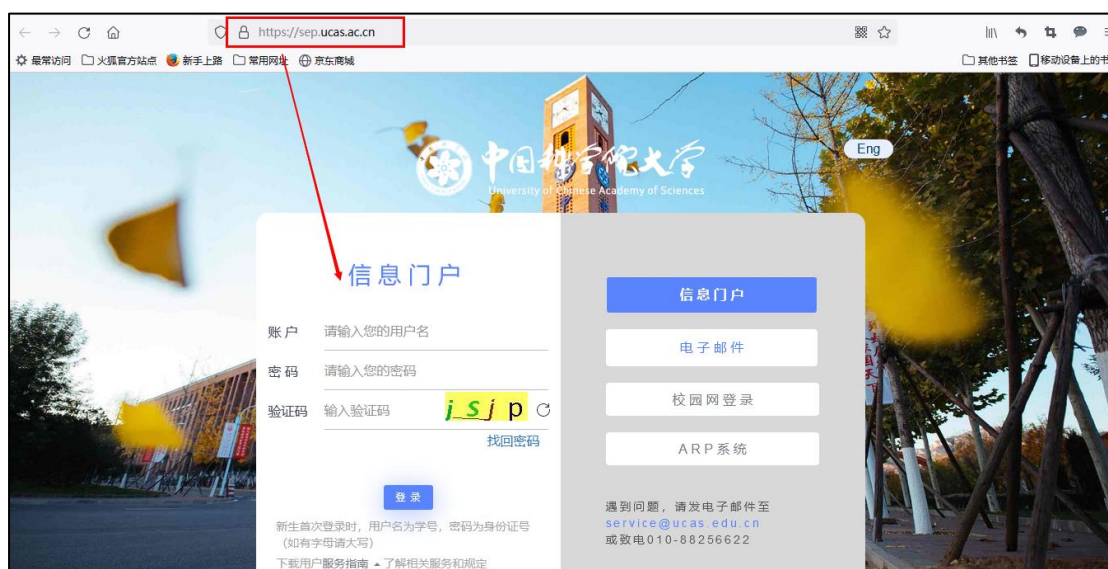 https://sep.ucas.ac.cn
最常访问 火狐官方站点 新手上路 常用网址 京东商城 其他书签 移动设备上的书
中国科学院大学
University of Chinese Academy of Sciences
Eng
信息门户
账户 请输入您的用户名
密码 请输入您的密码
验证码 输入验证码 jsjp
找回密码
登录
新生首次登录时，用户名为学号，密码为身份证号
（如有字母请大写）
下载用户服务指南 了解相关服务和规定
信息门户
电子邮件
校园网登录
ARP系统
遇到问题，请发电子邮件至
service@ucas.edu.cn
或致电010-88256622